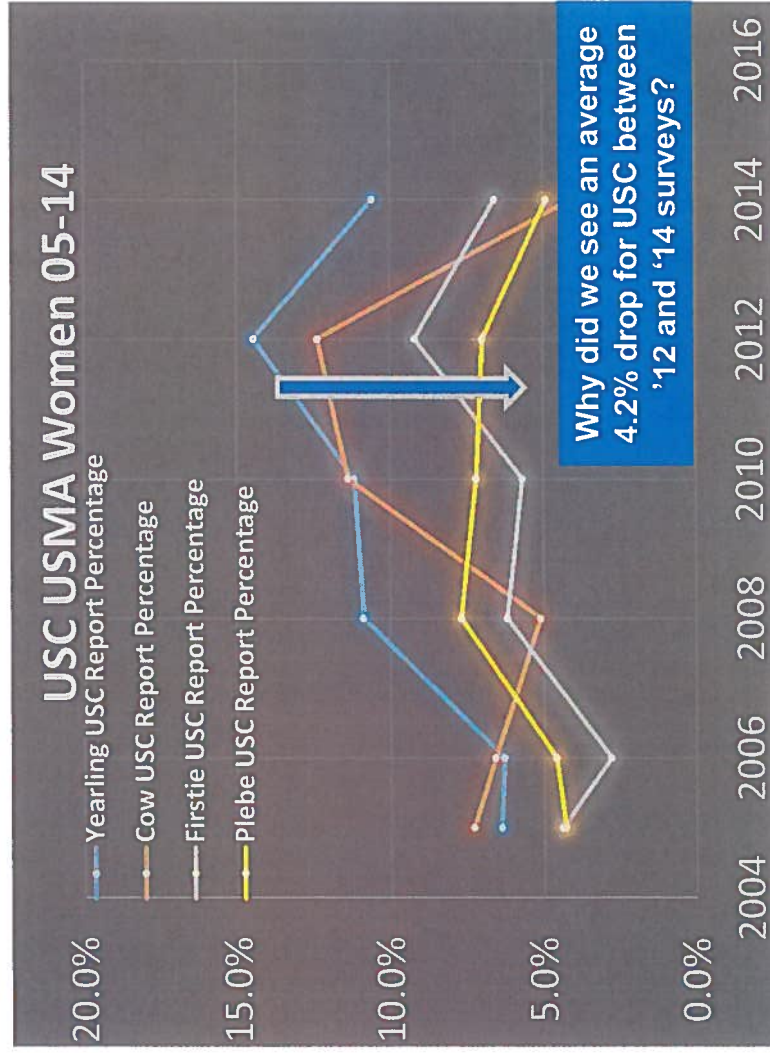 USC USMA Women 05-14
Yearling USC Report Percentage
Cow USC Report Percentage
Firstie USC Report Percentage
Plebe USC Report Percentage
20.0%
15.0%
10.0%
5.0%
0.0%
2004
2006
2008
2010
2012
2014
2016
Why did we see an average
4.2% drop for USC between
’12 and ‘14 surveys?